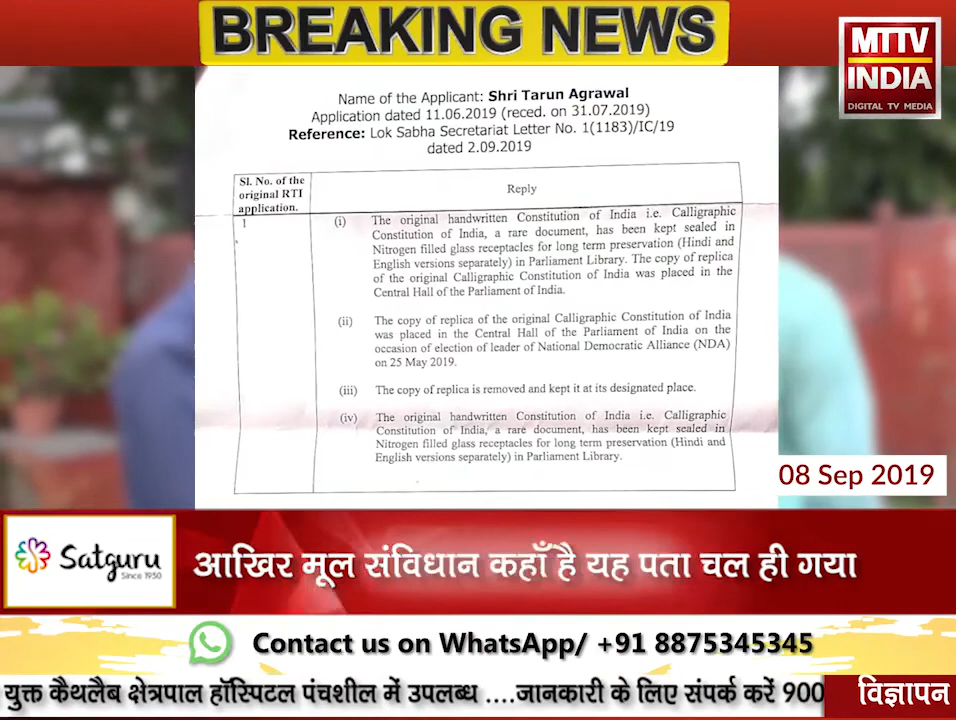 BREAKING NEWS
MTTV
INDIA
DIGITAL TV MEDIA
Name of the Applicant: Shri Tarun Agrawal
Application dated 11.06.2019 (reced. on 31.07.2019)
Reference: Lok Sabha Secretariat Letter No. 1(1183)/IC/19
dated 2.09.2019
Sl. No. of the
original RTI
application.
Reply
1
(i) The original handwritten Constitution of India i.e. Calligraphic
Constitution of India, a rare document, has been kept sealed in
Nitrogen filled glass receptacles for long term preservation (Hindi and
English versions separately) in Parliament Library. The copy of replica
of the original Calligraphic Constitution of India was placed in the
Central Hall of the Parliament of India.
(ii) The copy of replica of the original Calligraphic Constitution of India
was placed in the Central Hall of the Parliament of India on the
occasion of election of leader of National Democratic Alliance (NDA)
on 25 May 2019.
(iii) The copy of replica is removed and kept it at its designated place.
(iv) The original handwritten Constitution of India i.e. Calligraphic
Constitution of India, a rare document, has been kept sealed in
Nitrogen filled glass receptacles for long term preservation (Hindi and
English versions separately) in Parliament Library.
08 Sep 2019
Satguru
Since 1950
आखिर मूल संविधान कहाँ है यह पता चल ही गया
Contact us on WhatsApp/ +91 8875345345
युक्त कैथलैब क्षेत्रपाल हॉस्पिटल पंचशील में उपलब्ध ....जानकारी के लिए संपर्क करें 900
विज्ञापन